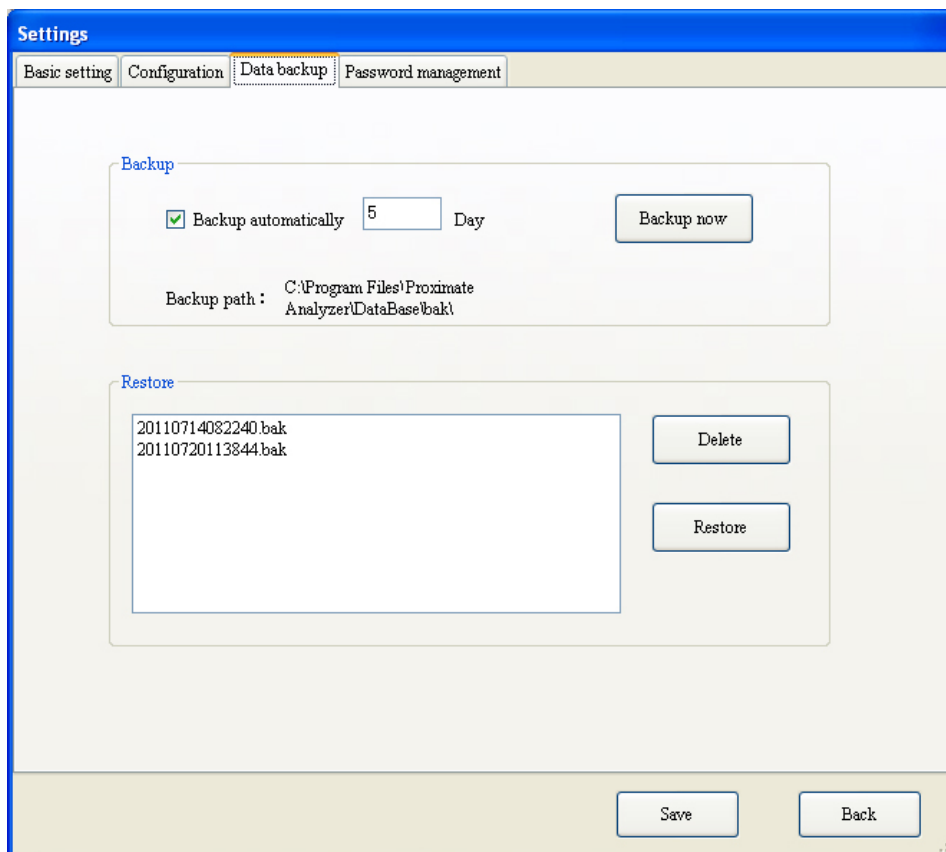 Settings
Basic setting Configuration Data backup Password management
Backup
Backup automatically 5 Day Backup now
Backup path : C:\Program Files\Proximate
Analyzer\DataBase\bak\
Restore
20110714082240.bak
20110720113844.bak
Delete
Restore
Save Back